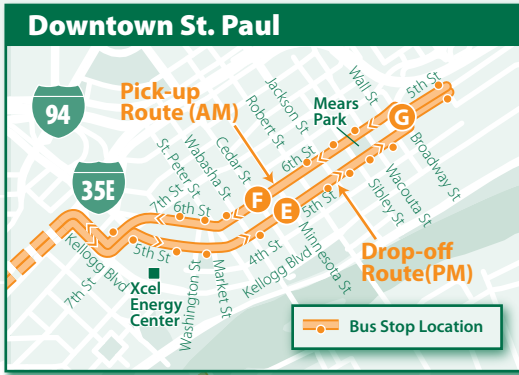 Downtown St. Paul
94
35E
Pick-up
Route (AM)
Jackson St
Robert St
Cedar St
Wabasha St
St. Peter St
7th St
6th St
6th St
Mears
Park
Wall St
5th St
G
Broadway St
Wacouta St
Sibley St
F
E
5th St
Minnesota St
4th St
Kellogg Blvd
Drop-off
Route(PM)
Kellogg Blvd
7th St
5th St
Xcel
Energy
Center
Washington St
Market St
Bus Stop Location